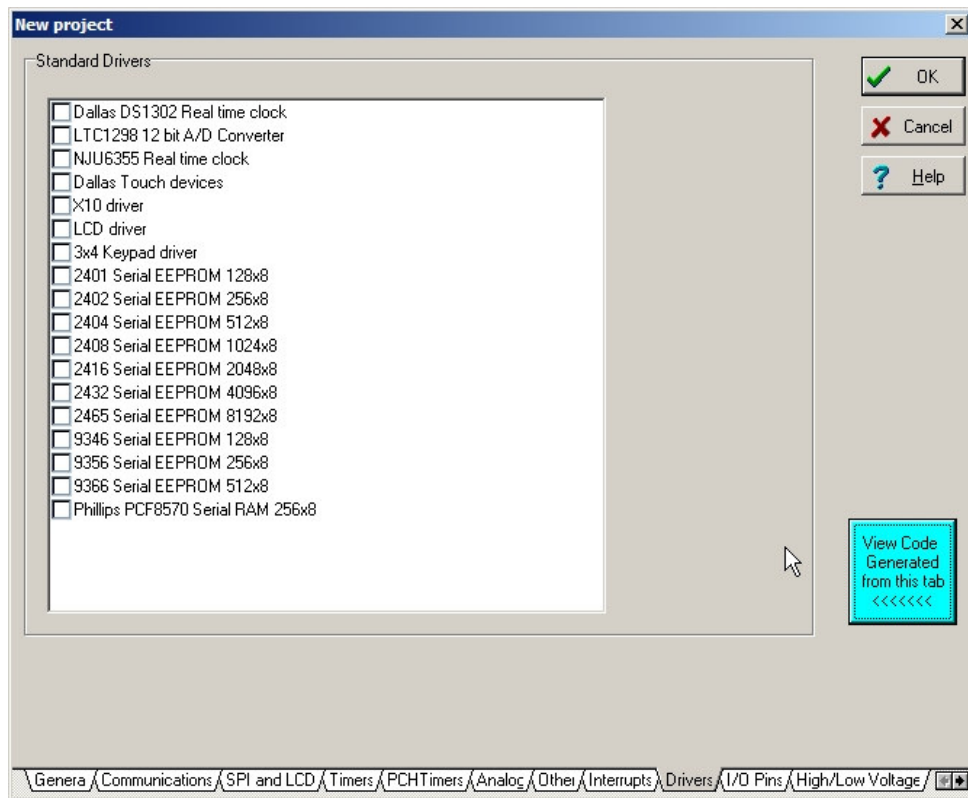 New project
Standard Drivers
Dallas DS1302 Real time clock
LTC1298 12 bit A/D Converter
NJU6355 Real time clock
Dallas Touch devices
X10 driver
LCD driver
3x4 Keypad driver
2401 Serial EEPROM 128x8
2402 Serial EEPROM 256x8
2404 Serial EEPROM 512x8
2408 Serial EEPROM 1024x8
2416 Serial EEPROM 2048x8
2432 Serial EEPROM 4096x8
2465 Serial EEPROM 8192x8
9346 Serial EEPROM 128x8
9356 Serial EEPROM 256x8
9366 Serial EEPROM 512x8
Phillips PCF8570 Serial RAM 256x8
OK
Cancel
Help
View Code
Generated
from this tab
<<<<<<<
Genera Communications SPI and LCD Timers PCHTimers Analog Other Interrupts Drivers I/O Pins High/Low Voltage